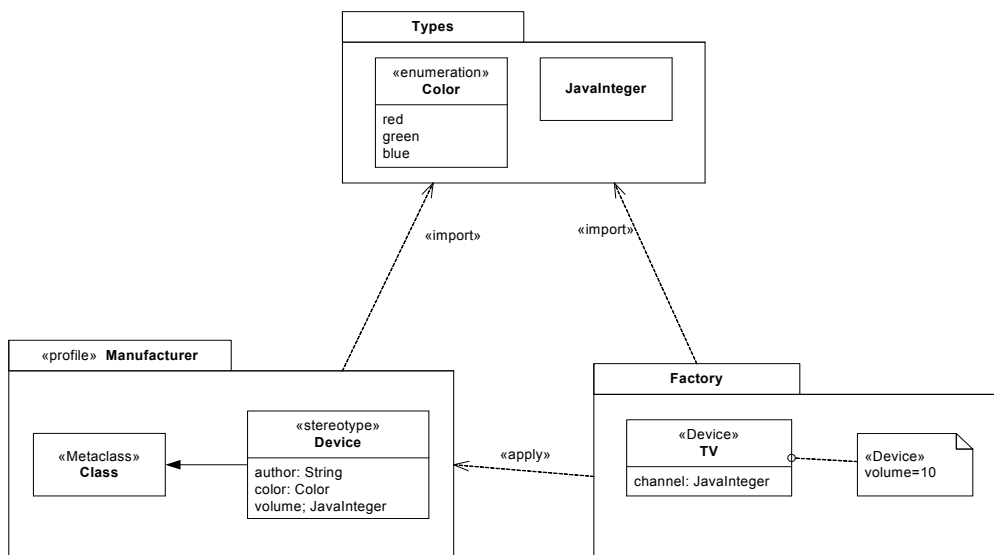 Types
«enumeration»
Color
red
green
blue
JavaInteger
«import»
«import»
«profile» Manufacturer
«Metaclass»
Class
«stereotype»
Device
author: String
color: Color
volume; JavaInteger
«apply»
Factory
«Device»
TV
channel: JavaInteger
«Device»
volume=10